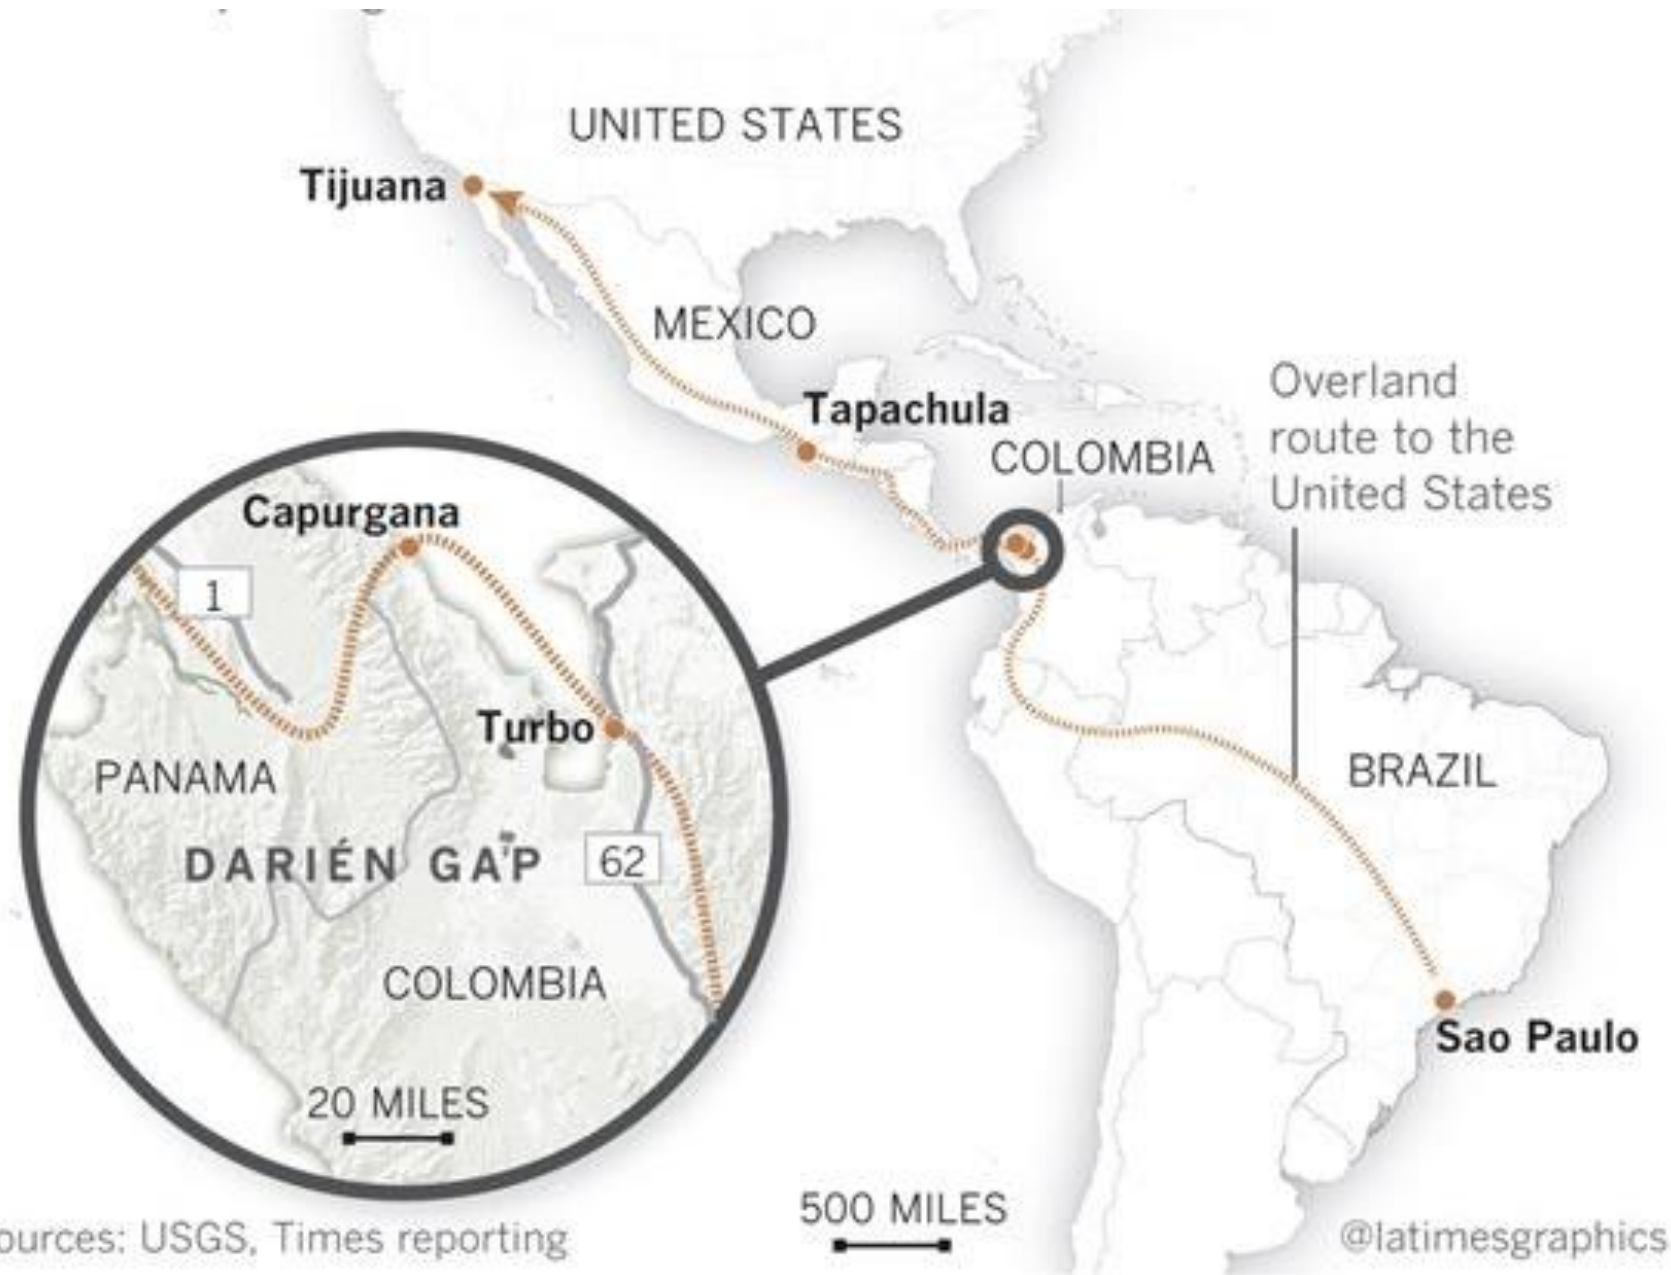 UNITED STATES
Tijuana
MEXICO
Tapachula
COLOMBIA
Overland
route to the
United States
Capurgana
1
Turbo
PANAMA
DARIÉN GAP
62
COLOMBIA
BRAZIL
Sao Paulo
20 MILES
500 MILES
ources: USGS, Times reporting
@latimesgraphics